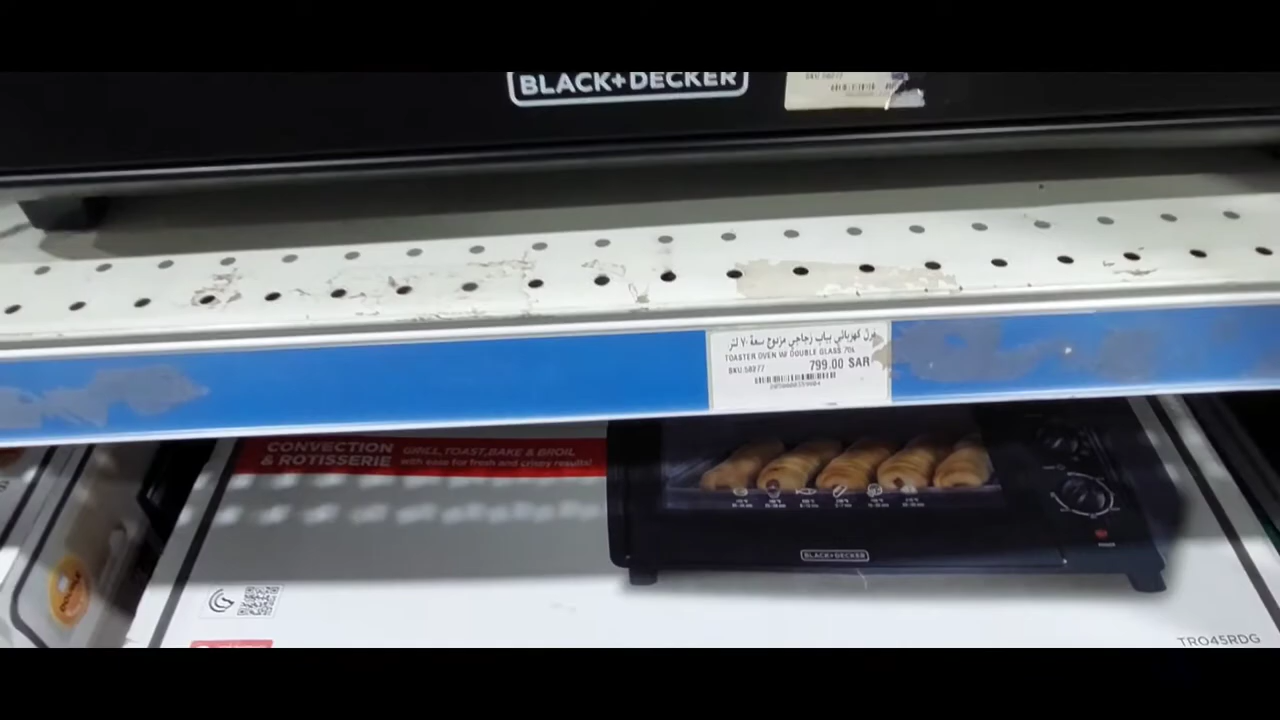 BLACK+DECKER
فرن كهربائي بباب زجاجي مزدوج سعة ٧٠ لتر
TOASTER OVEN W/ DOUBLE GLASS 70L
SKU:58277
799.00 SAR
CONVECTION & ROTISSERIE
GRILL, TOAST, BAKE & BROIL
with ease for fresh and crispy results!
BLACK+DECKER
TRO45RDG